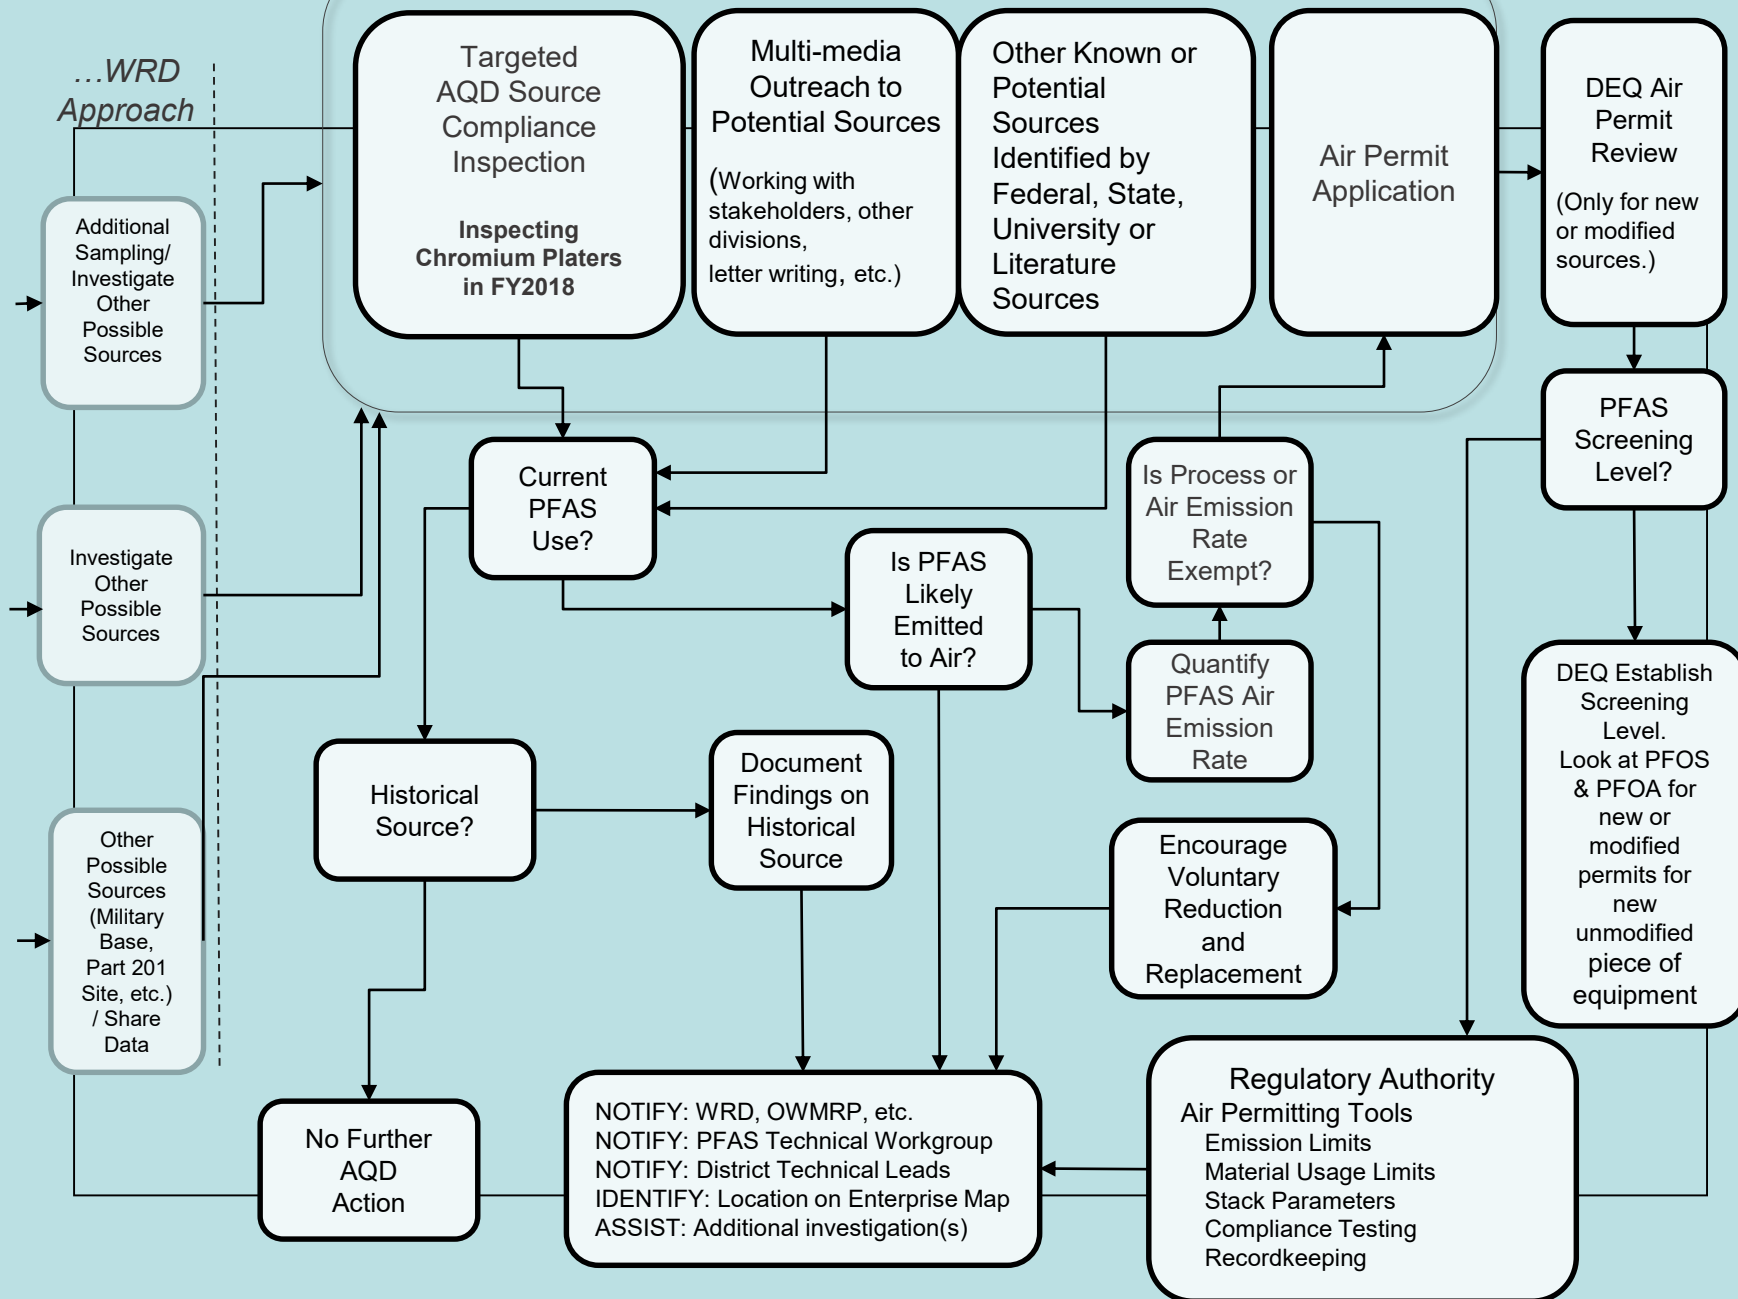 …WRD
Approach
Additional
Sampling/
Investigate
Other
Possible
Sources
Investigate
Other
Possible
Sources
Other
Possible
Sources
(Military
Base,
Part 201
Site, etc.)
/ Share
Data
Targeted
AQD Source
Compliance
Inspection
Inspecting
Chromium Platers
in FY2018
Multi-media
Outreach to
Potential Sources
(Working with
stakeholders, other
divisions,
letter writing, etc.)
Other Known or
Potential
Sources
Identified by
Federal, State,
University or
Literature
Sources
Air Permit
Application
DEQ Air
Permit
Review
(Only for new
or modified
sources.)
PFAS
Screening
Level?
Current
PFAS
Use?
Is PFAS
Likely
Emitted
to Air?
Is Process or
Air Emission
Rate
Exempt?
Quantify
PFAS Air
Emission
Rate
DEQ Establish
Screening
Level.
Look at PFOS
& PFOA for
new or
modified
permits for
new
unmodified
piece of
equipment
Historical
Source?
Document
Findings on
Historical
Source
Encourage
Voluntary
Reduction
and
Replacement
No Further
AQD
Action
NOTIFY: WRD, OWMRP, etc.
NOTIFY: PFAS Technical Workgroup
NOTIFY: District Technical Leads
IDENTIFY: Location on Enterprise Map
ASSIST: Additional investigation(s)
Regulatory Authority
Air Permitting Tools
Emission Limits
Material Usage Limits
Stack Parameters
Compliance Testing
Recordkeeping